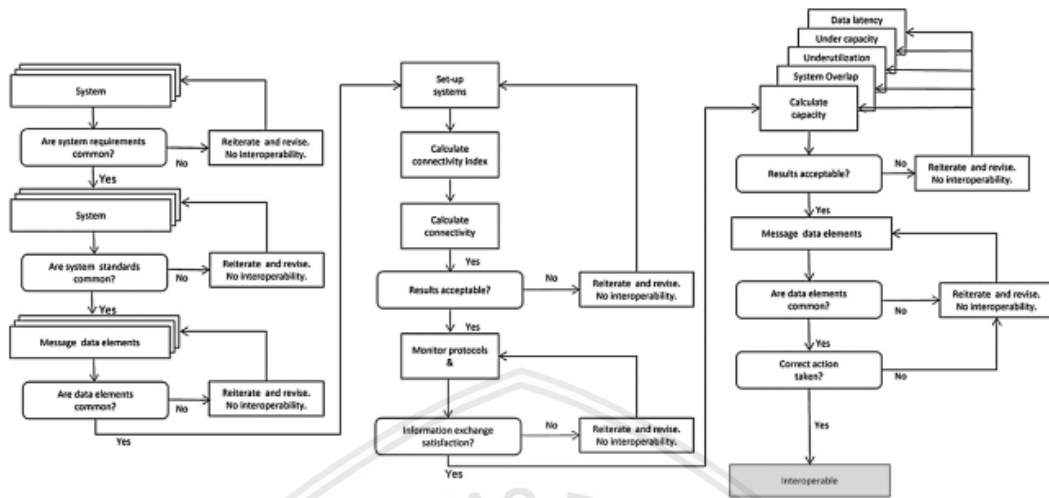 System
Are system requirements
common?
No
Reiterate and revise.
No interoperability.
Yes
System
Are system standards
common?
No
Reiterate and revise.
No interoperability.
Yes
Message data elements
Are data elements
common?
No
Reiterate and revise.
No interoperability.
Yes
Set-up
systems
Calculate
connectivity index
Calculate
connectivity
Yes
Results acceptable?
No
Reiterate and revise.
No interoperability.
Yes
Monitor protocols
&
Information exchange
satisfaction?
No
Reiterate and revise.
No interoperability.
Yes
Data latency
Under capacity
Underutilization
System Overlap
Calculate
capacity
Results acceptable?
No
Reiterate and revise.
No interoperability.
Yes
Message data elements
Are data elements
common?
No
Reiterate and revise.
No interoperability.
Yes
Correct action
taken?
No
Yes
Interoperable